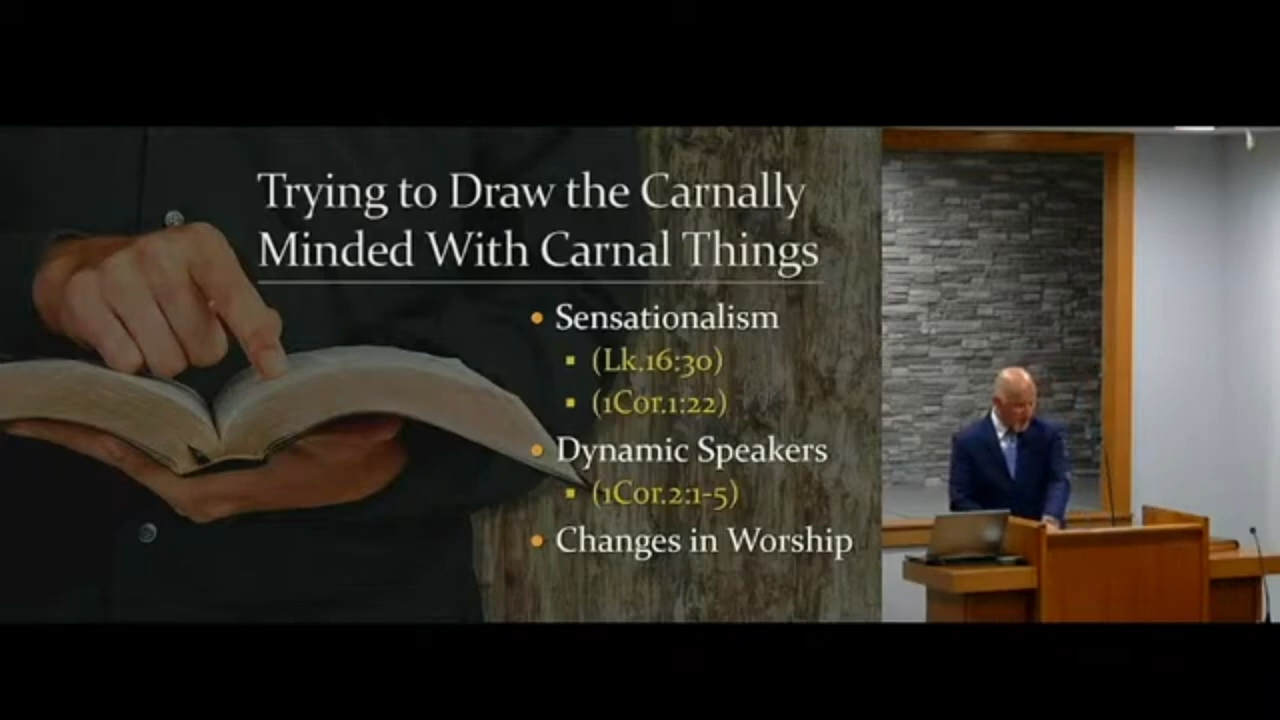 Trying to Draw the Carnally
Minded With Carnal Things
• Sensationalism
▪ (Lk.16:30)
▪ (1Cor.1:22)
• Dynamic Speakers
▪ (1Cor.2:1-5)
• Changes in Worship